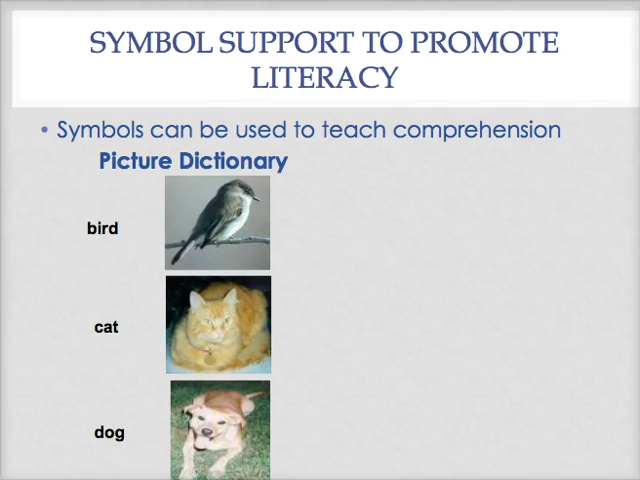 SYMBOL SUPPORT TO PROMOTE
LITERACY
• Symbols can be used to teach comprehension
Picture Dictionary
bird
cat
dog